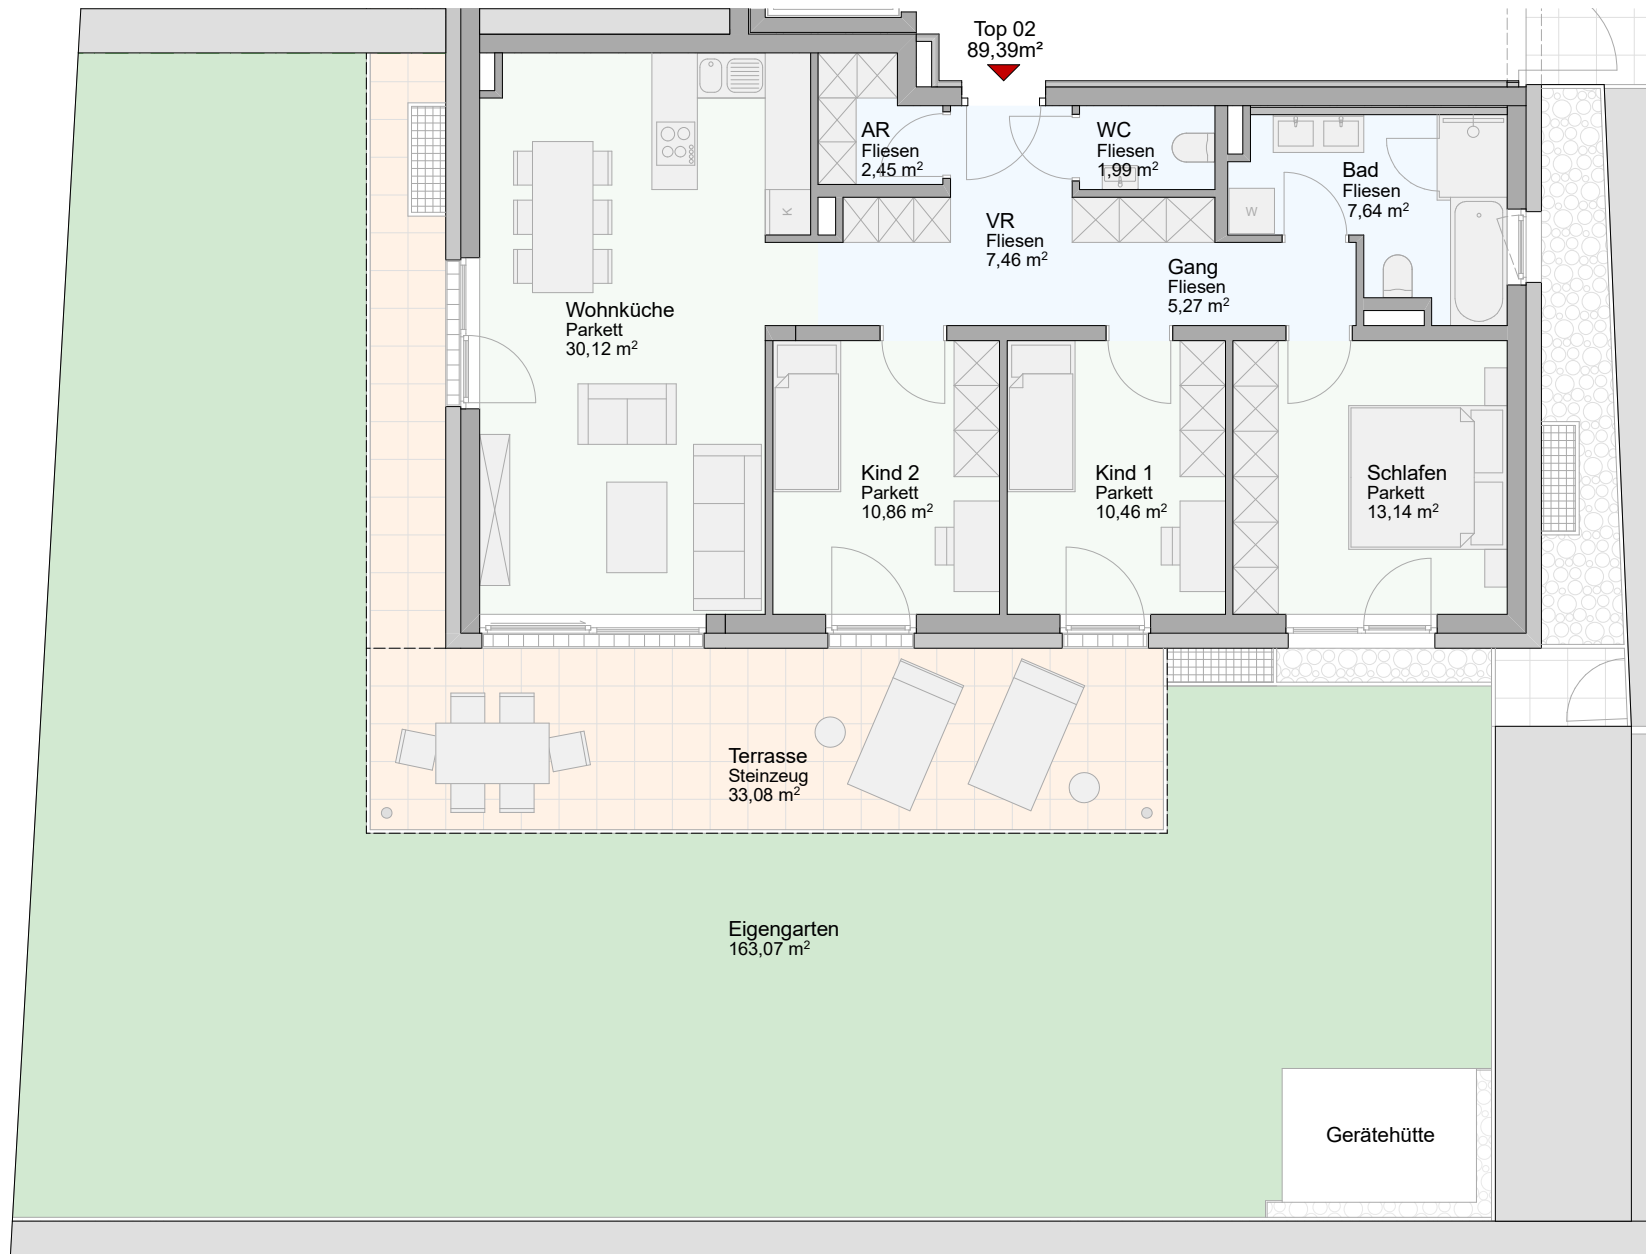 Top 02
89,39m²
AR
Fliesen
2,45 m²
WC
Fliesen
1,99 m²
Bad
Fliesen
7,64 m²
K
W
VR
Fliesen
7,46 m²
Gang
Fliesen
5,27 m²
Wohnküche
Parkett
30,12 m²
Kind 2
Parkett
10,86 m²
Kind 1
Parkett
10,46 m²
Schlafen
Parkett
13,14 m²
Terrasse
Steinzeug
33,08 m²
Eigengarten
163,07 m²
Gerätehütte